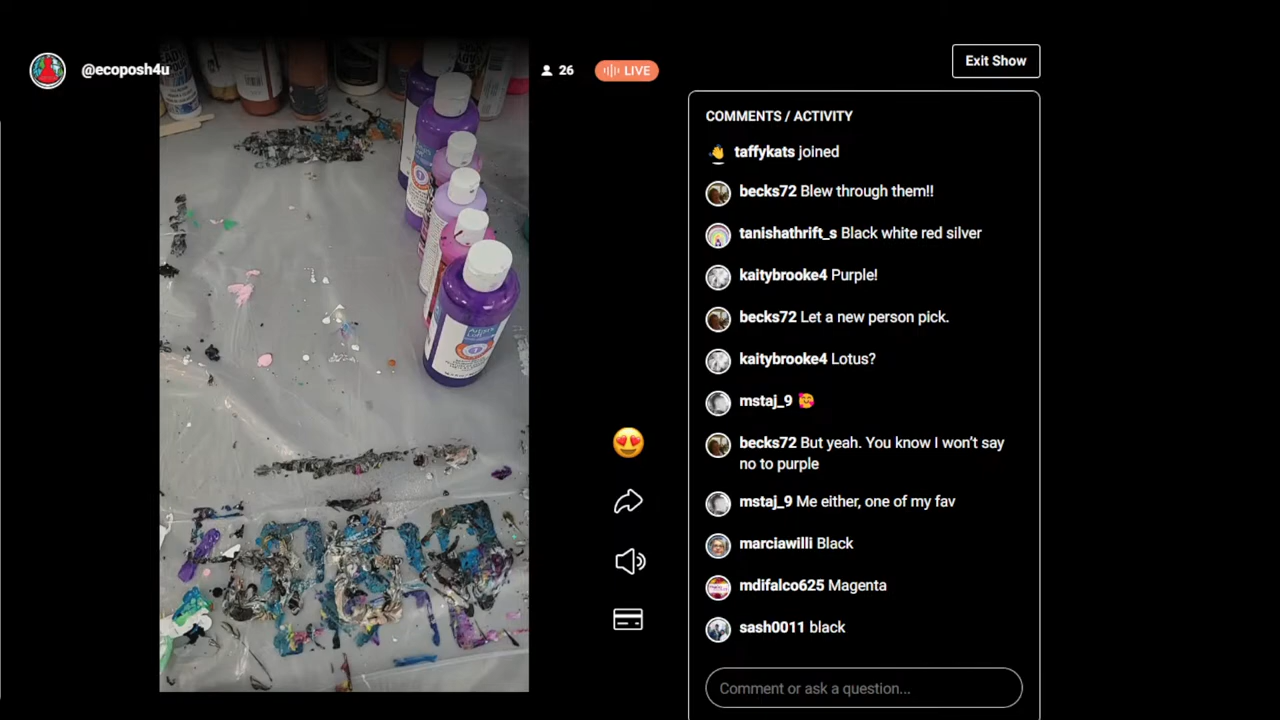 @ecoposh4u
26
LIVE
Exit Show
COMMENTS / ACTIVITY
taffykats joined
becks72 Blew through them!!
tanishathrift_s Black white red silver
kaitybrooke4 Purple!
becks72 Let a new person pick.
kaitybrooke4 Lotus?
mstaj_9 🥰
becks72 But yeah. You know I won’t say
no to purple
mstaj_9 Me either, one of my fav
marciawilli Black
mdifalco625 Magenta
sash0011 black
Comment or ask a question...
Artist's
Loft